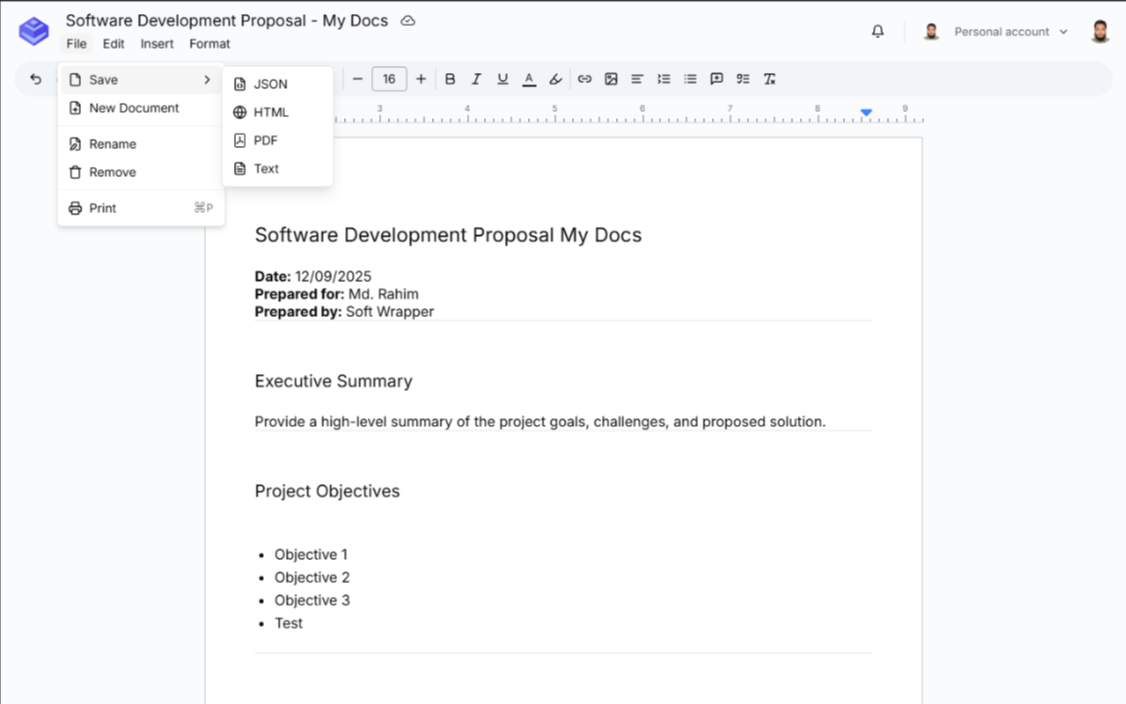 Software Development Proposal - My Docs
File Edit Insert Format
Personal account
Save
New Document
Rename
Remove
Print ⌘P
JSON
HTML
PDF
Text
16
3 4 5 6 7 8 9
Software Development Proposal My Docs
Date: 12/09/2025
Prepared for: Md. Rahim
Prepared by: Soft Wrapper
Executive Summary
Provide a high-level summary of the project goals, challenges, and proposed solution.
Project Objectives
• Objective 1
• Objective 2
• Objective 3
• Test